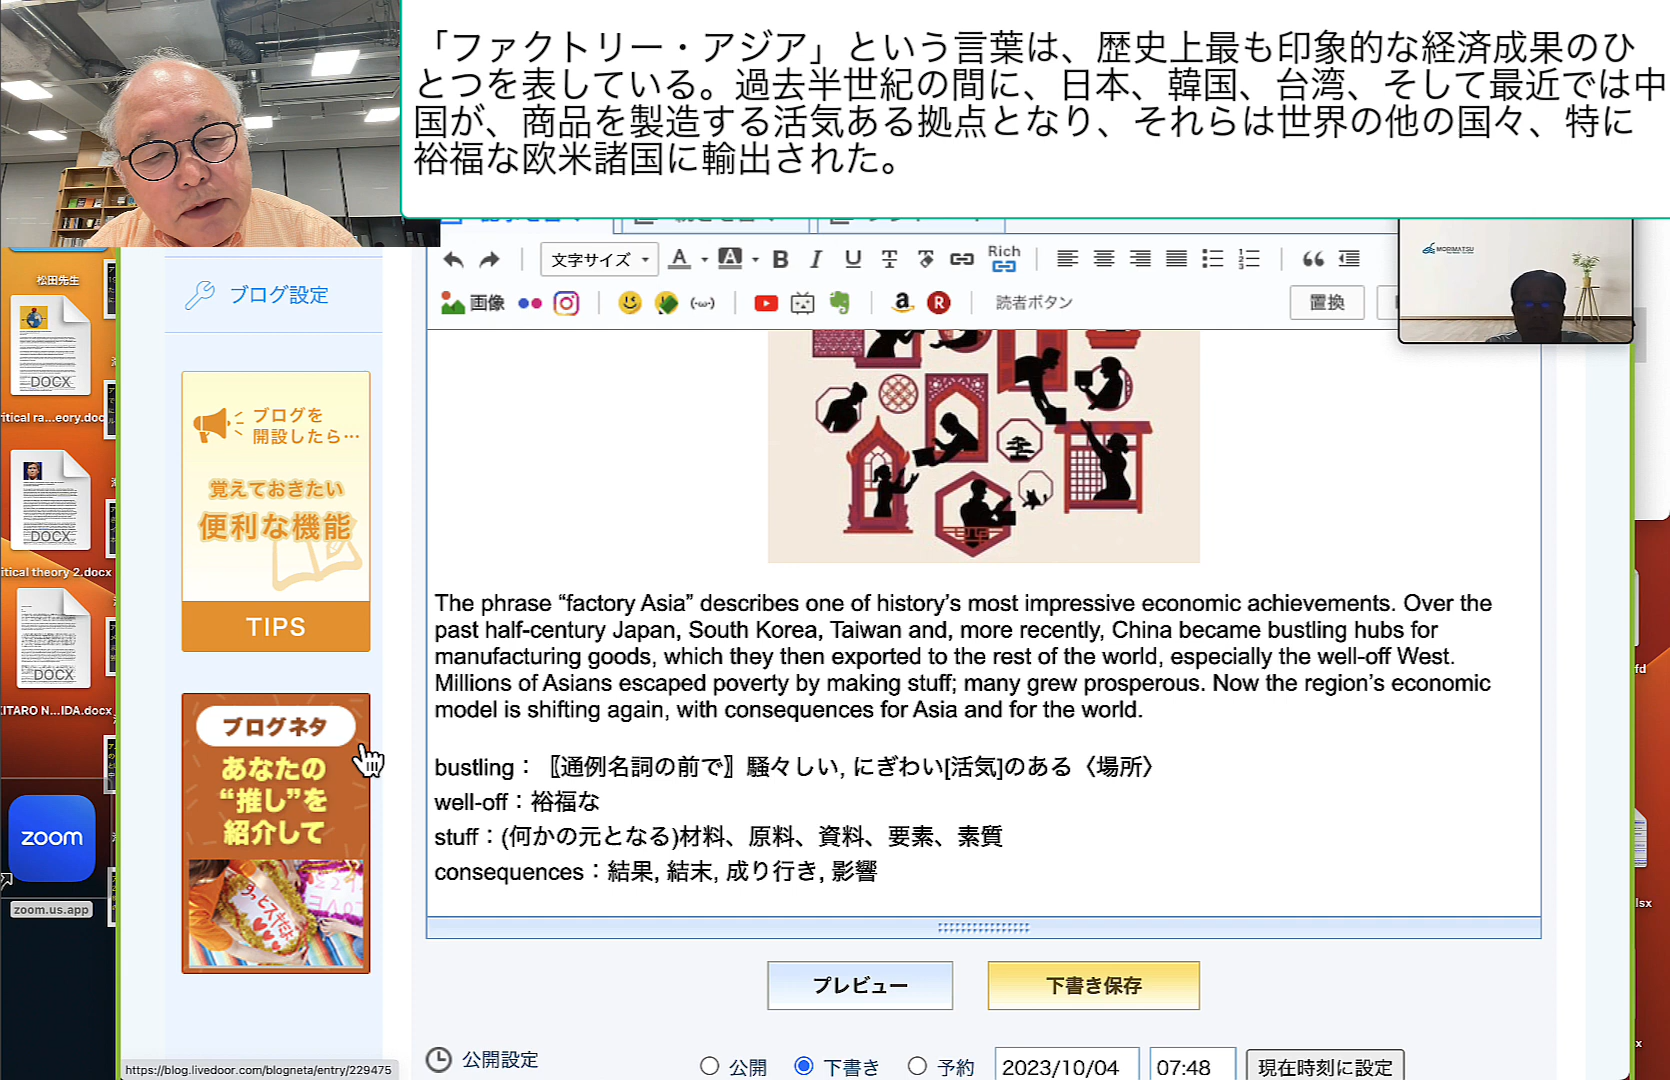 「ファクトリー・アジア」という言葉は、歴史上最も印象的な経済成果のひ
とつを表している。過去半世紀の間に、日本、韓国、台湾、そして最近では中
国が、商品を製造する活気ある拠点となり、それらは世界の他の国々、特に
裕福な欧米諸国に輸出された。
MORIMATSU
松田先生
DOCX
itical ra...eory.doc
DOCX
itical theory 2.docx
DOCX
KITARO N...IDA.docx
zoom
zoom.us.app
ブログ設定
ブログを
開設したら…
覚えておきたい
便利な機能
TIPS
ブログネタ
あなたの
“推し”を
紹介して
https://blog.livedoor.com/blogneta/entry/229475
文字サイズ
A
A
B
I
U
T
Rich
画像
(-ω-)
a
R
読者ボタン
置換
The phrase “factory Asia” describes one of history’s most impressive economic achievements. Over the
past half-century Japan, South Korea, Taiwan and, more recently, China became bustling hubs for
manufacturing goods, which they then exported to the rest of the world, especially the well-off West.
Millions of Asians escaped poverty by making stuff; many grew prosperous. Now the region’s economic
model is shifting again, with consequences for Asia and for the world.
bustling：〖通例名詞の前で〗騒々しい, にぎわい[活気]のある〈場所〉
well-off：裕福な
stuff：(何かの元となる)材料、原料、資料、要素、素質
consequences：結果, 結末, 成り行き, 影響
プレビュー
下書き保存
公開設定
公開
下書き
予約
2023/10/04
07:48
現在時刻に設定
fd
lsx
x